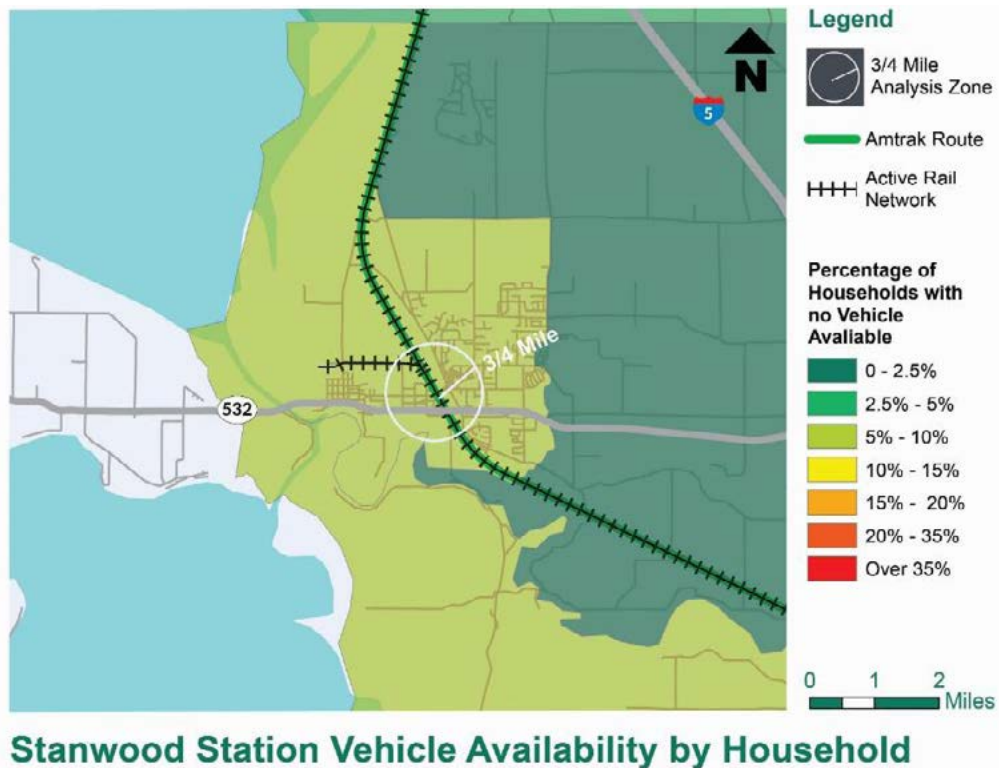 Legend
3/4 Mile
Analysis Zone
Amtrak Route
Active Rail
Network
Percentage of
Households with
no Vehicle
Avaliable
0 - 2.5%
2.5% - 5%
5% - 10%
10% - 15%
15% - 20%
20% - 35%
Over 35%
0 1 2
Miles
N
5
3/4 Mile
532
Stanwood Station Vehicle Availability by Household